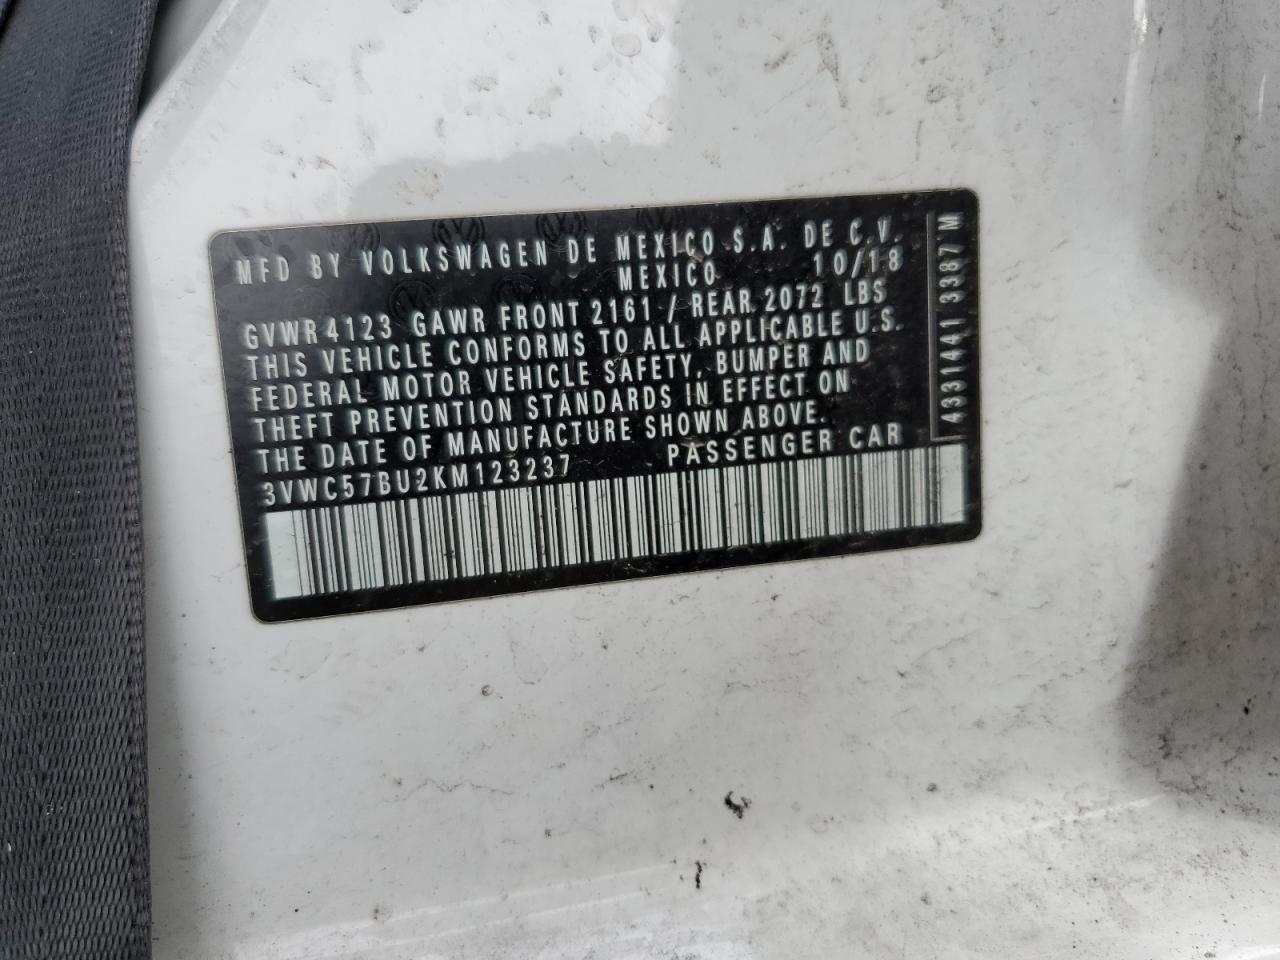 MFD BY VOLKSWAGEN DE MEXICO S.A. DE C.V.
MEXICO 10/18
GVWR 4123 GAWR FRONT 2161 / REAR 2072 LBS
THIS VEHICLE CONFORMS TO ALL APPLICABLE U.S.
FEDERAL MOTOR VEHICLE SAFETY, BUMPER AND
THEFT PREVENTION STANDARDS IN EFFECT ON
THE DATE OF MANUFACTURE SHOWN ABOVE.
3VWC57BU2KM123237 PASSENGER CAR
4331441 3387 M